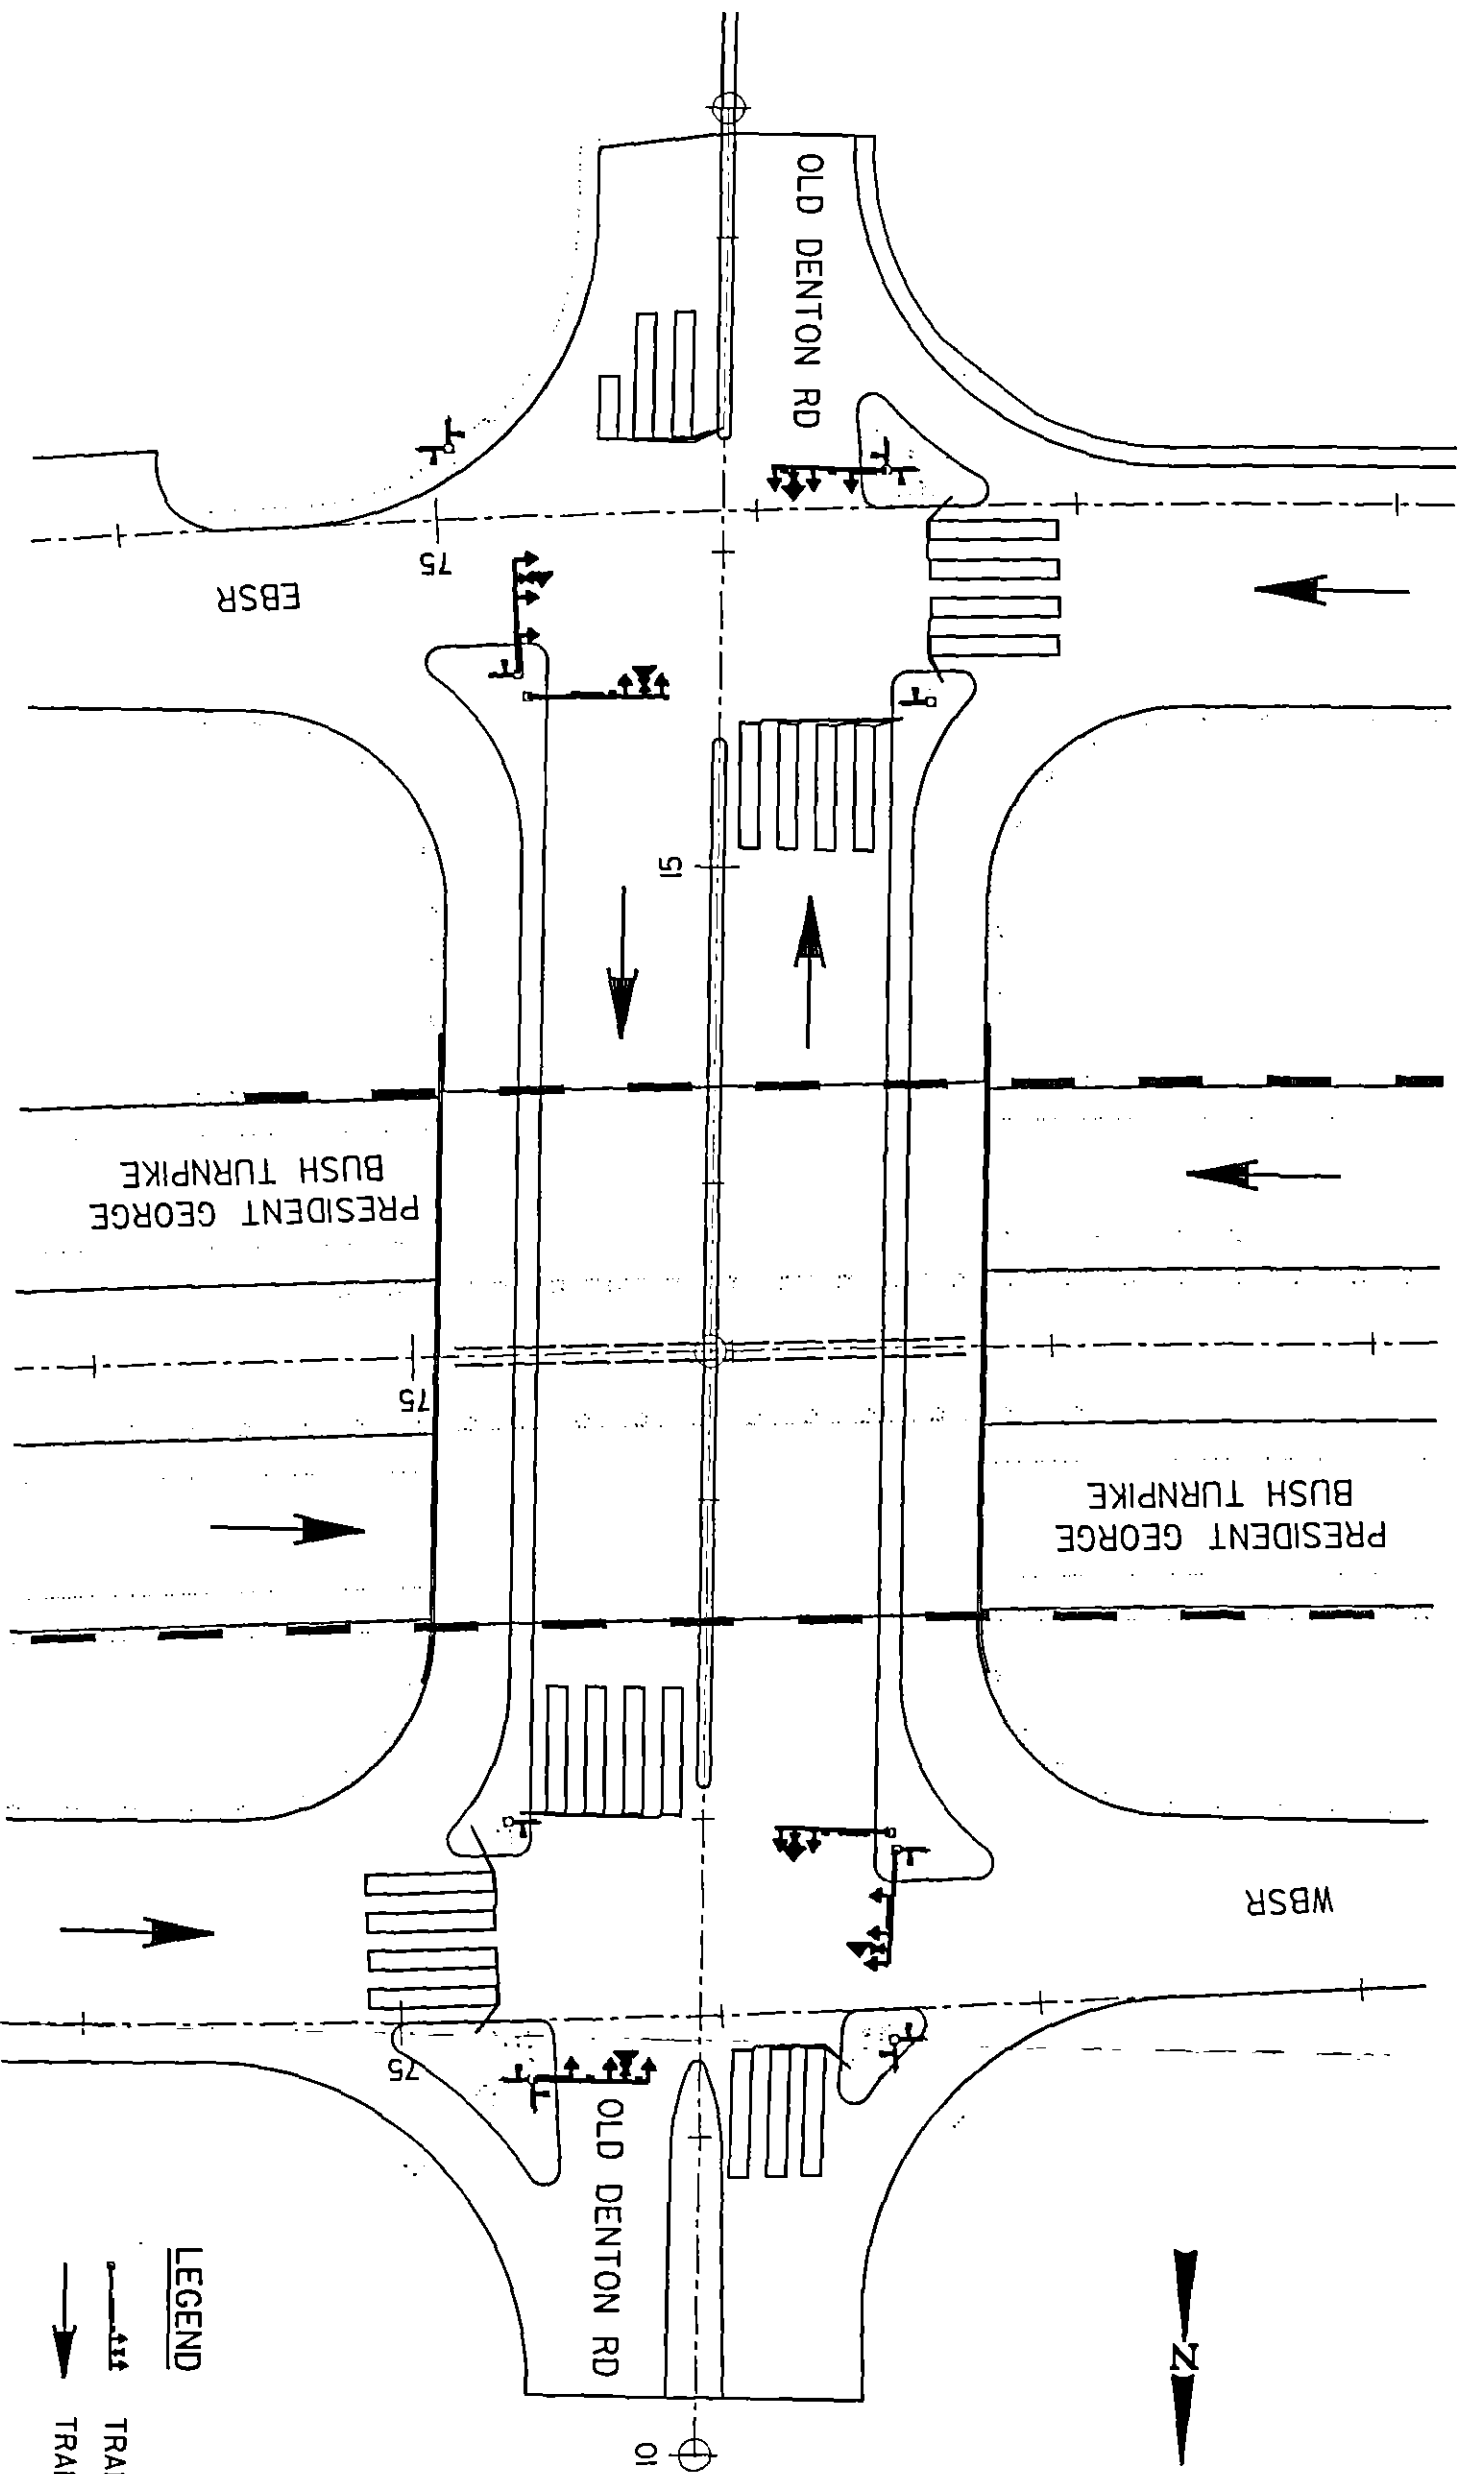 OLD DENTON RD
75
EBSR
15
PRESIDENT GEORGE
BUSH TURNPIKE
75
PRESIDENT GEORGE
BUSH TURNPIKE
WBSR
75
OLD DENTON RD
10
N
LEGEND